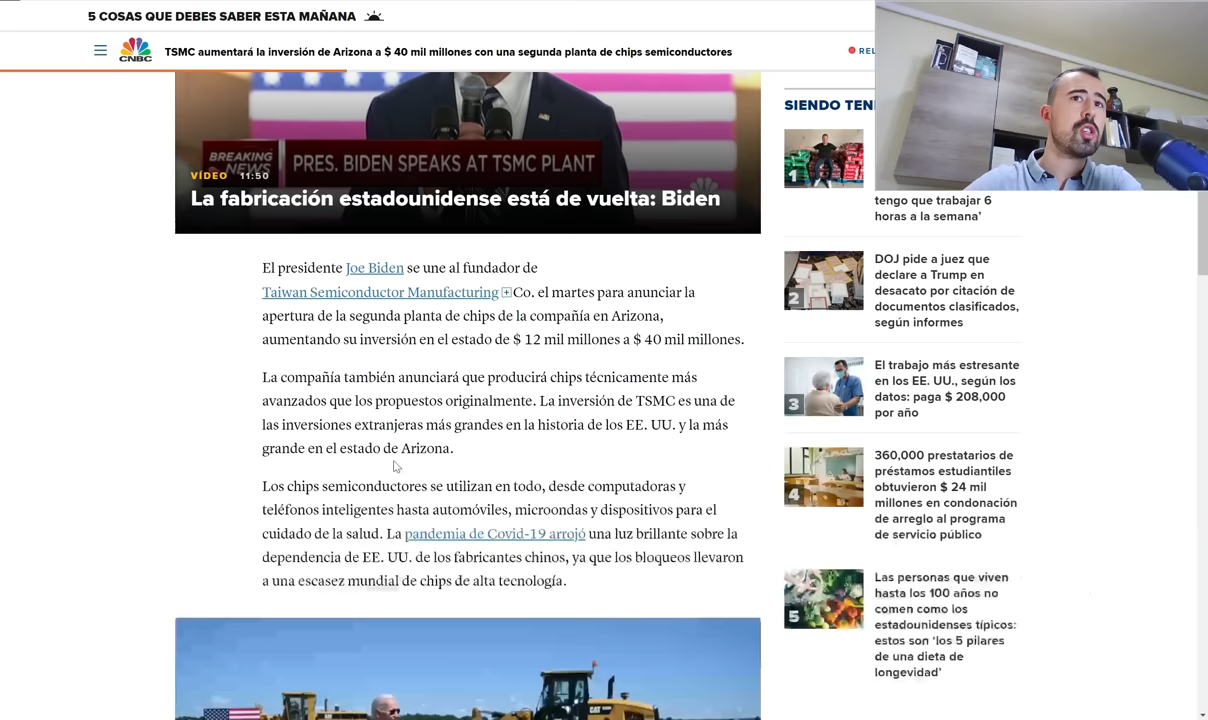 5 COSAS QUE DEBES SABER ESTA MAÑANA
CNBC
TSMC aumentará la inversión de Arizona a $ 40 mil millones con una segunda planta de chips semiconductores
REL
BREAKING
NEWS
PRES. BIDEN SPEAKS AT TSMC PLANT
VÍDEO 11:50
La fabricación estadounidense está de vuelta: Biden
El presidente Joe Biden se une al fundador de
Taiwan Semiconductor Manufacturing Co. el martes para anunciar la
apertura de la segunda planta de chips de la compañía en Arizona,
aumentando su inversión en el estado de $ 12 mil millones a $ 40 mil millones.
La compañía también anunciará que producirá chips técnicamente más
avanzados que los propuestos originalmente. La inversión de TSMC es una de
las inversiones extranjeras más grandes en la historia de los EE. UU. y la más
grande en el estado de Arizona.
Los chips semiconductores se utilizan en todo, desde computadoras y
teléfonos inteligentes hasta automóviles, microondas y dispositivos para el
cuidado de la salud. La pandemia de Covid-19 arrojó una luz brillante sobre la
dependencia de EE. UU. de los fabricantes chinos, ya que los bloqueos llevaron
a una escasez mundial de chips de alta tecnología.
SIENDO TEN
1
tengo que trabajar 6
horas a la semana’
2
DOJ pide a juez que
declare a Trump en
desacato por citación de
documentos clasificados,
según informes
3
El trabajo más estresante
en los EE. UU., según los
datos: paga $ 208,000
por año
4
360,000 prestatarios de
préstamos estudiantiles
obtuvieron $ 24 mil
millones en condonación
de arreglo al programa
de servicio público
5
Las personas que viven
hasta los 100 años no
comen como los
estadounidenses típicos:
estos son ‘los 5 pilares
de una dieta de
longevidad’